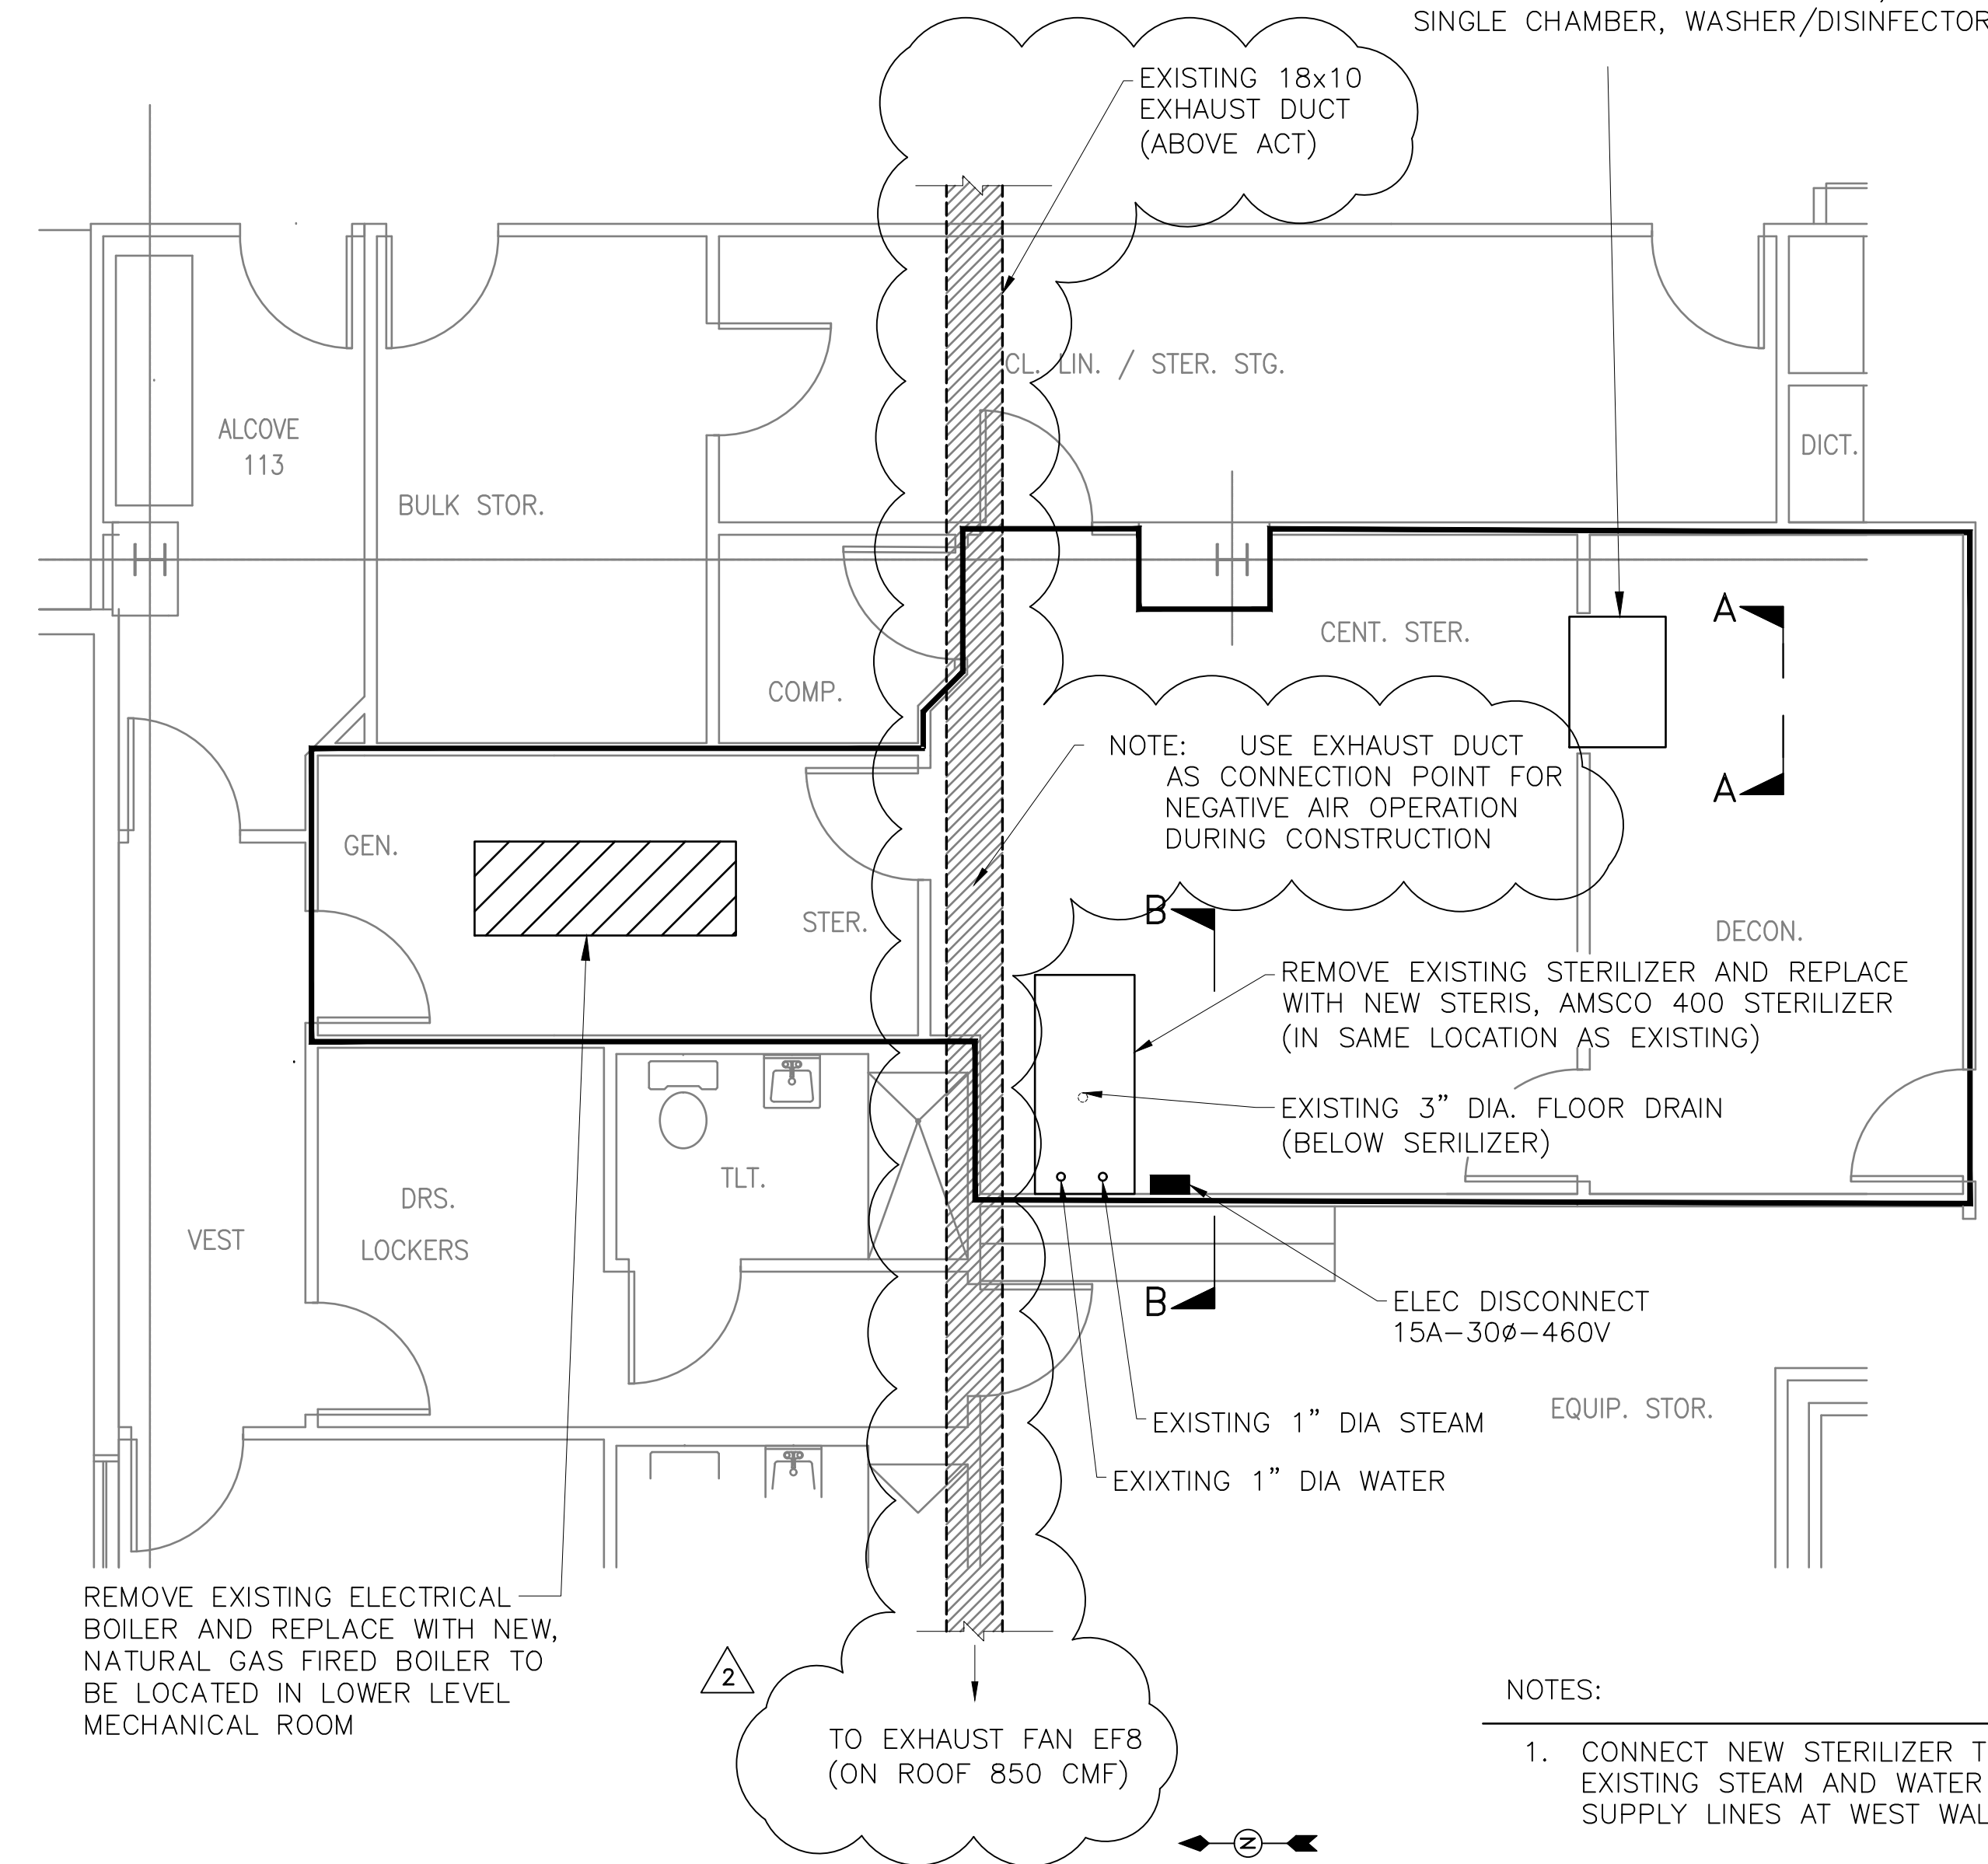 SINGLE CHAMBER, WASHER/DISINFECTOR
EXISTING 18x10
EXHAUST DUCT
(ABOVE ACT)
CL. LIN. / STER. STG.
ALCOVE
113
BULK STOR.
DICT.
COMP.
CENT. STER.
A
A
NOTE: USE EXHAUST DUCT
AS CONNECTION POINT FOR
NEGATIVE AIR OPERATION
DURING CONSTRUCTION
GEN.
STER.
B
DECON.
REMOVE EXISTING STERILIZER AND REPLACE
WITH NEW STERIS, AMSCO 400 STERILIZER
(IN SAME LOCATION AS EXISTING)
EXISTING 3" DIA. FLOOR DRAIN
(BELOW SERILIZER)
TLT.
DRS.
LOCKERS
VEST
B
ELEC DISCONNECT
15A-30ø-460V
EXISTING 1" DIA STEAM
EQUIP. STOR.
EXIXTING 1" DIA WATER
REMOVE EXISTING ELECTRICAL
BOILER AND REPLACE WITH NEW,
NATURAL GAS FIRED BOILER TO
BE LOCATED IN LOWER LEVEL
MECHANICAL ROOM
2
TO EXHAUST FAN EF8
(ON ROOF 850 CMF)
N
NOTES:
1. CONNECT NEW STERILIZER
EXISTING STEAM AND WATER
SUPPLY LINES AT WEST